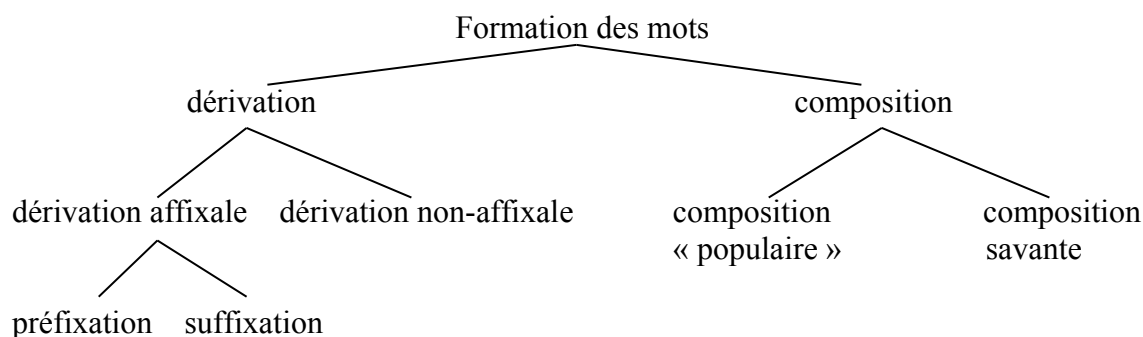 Formation des mots
dérivation composition
dérivation affixale dérivation non-affixale composition « populaire » composition savante
préfixation suffixation